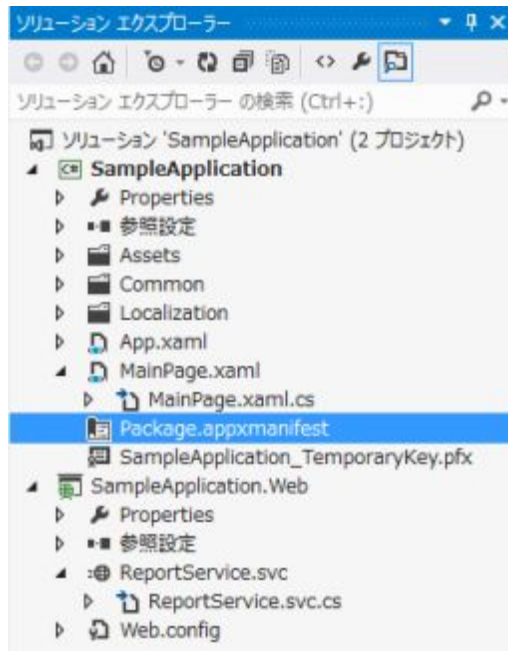 ソリューション エクスプローラー
ソリューション エクスプローラー の検索 (Ctrl+:)
ソリューション 'SampleApplication' (2 プロジェクト)
SampleApplication
Properties
参照設定
Assets
Common
Localization
App.xaml
MainPage.xaml
MainPage.xaml.cs
Package.appxmanifest
SampleApplication_TemporaryKey.pfx
SampleApplication.Web
Properties
参照設定
ReportService.svc
ReportService.svc.cs
Web.config